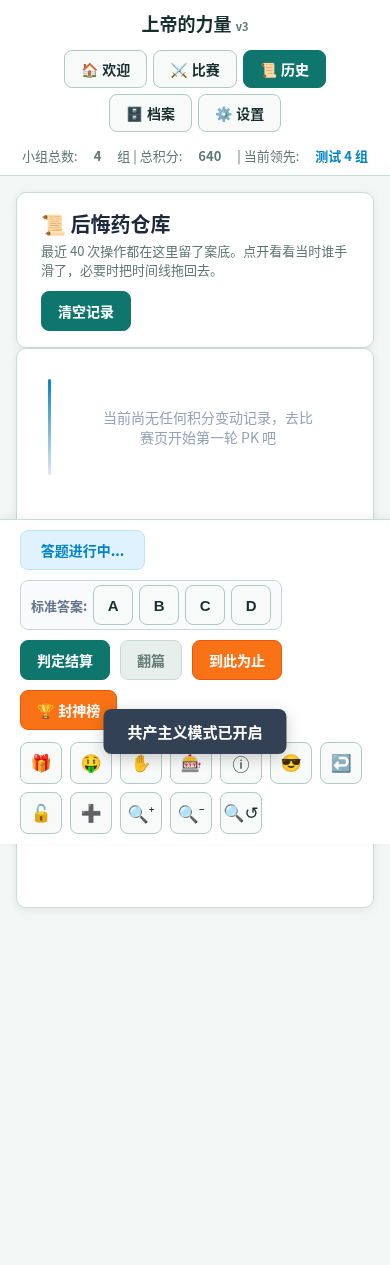 上帝的力量 v3
🏠 欢迎 ⚔️ 比赛 📜 历史
🗄️ 档案 ⚙️ 设置
小组总数: 4 组 | 总积分: 640 | 当前领先: 测试 4 组
📜 后悔药仓库
最近 40 次操作都在这里留了案底。点开看看当时谁手
滑了，必要时把时间线拖回去。
清空记录
当前尚无任何积分变动记录，去比
赛页开始第一轮 PK 吧
答题进行中...
标准答案: A B C D
判定结算 翻篇 到此为止
🏆 封神榜
共产主义模式已开启